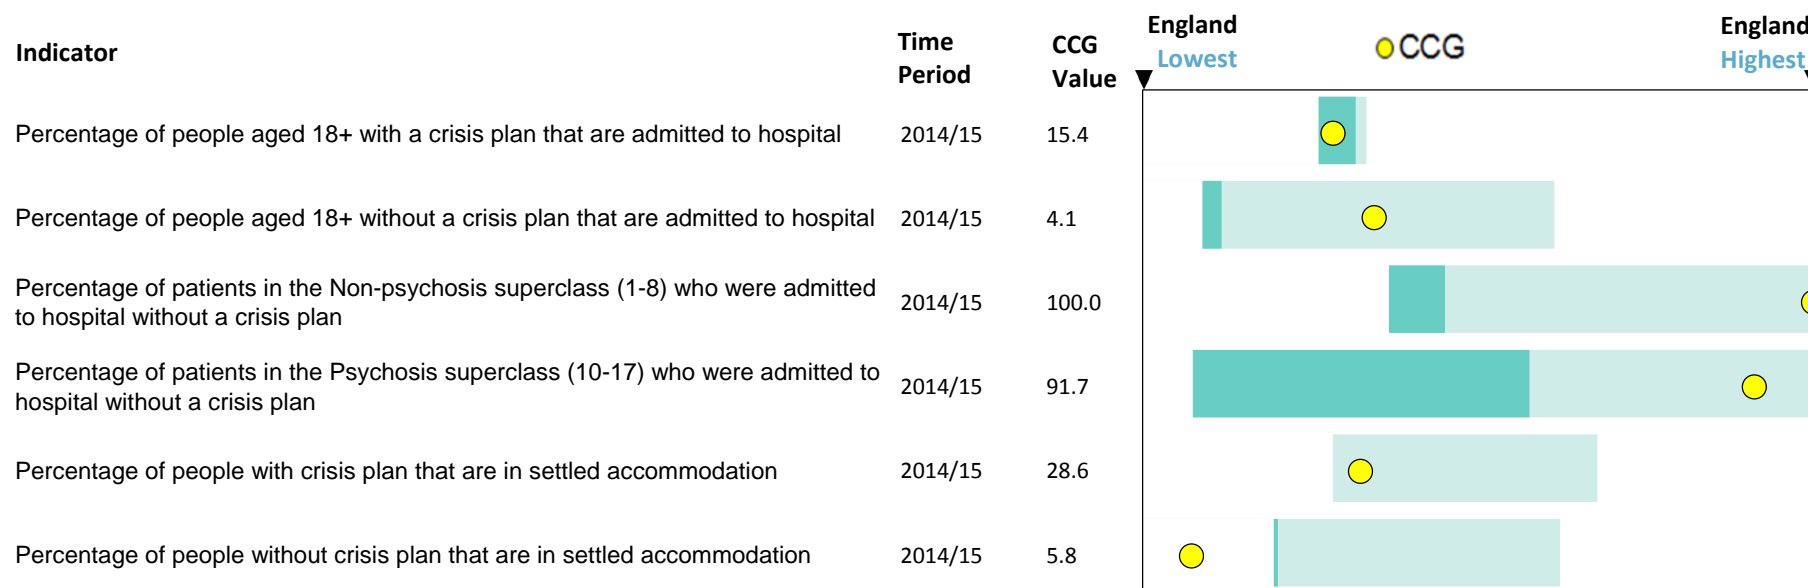 Indicator
Time Period
CCG Value
England Lowest
CCG
England Highest
Percentage of people aged 18+ with a crisis plan that are admitted to hospital 2014/15 15.4
Percentage of people aged 18+ without a crisis plan that are admitted to hospital 2014/15 4.1
Percentage of patients in the Non-psychosis superclass (1-8) who were admitted
to hospital without a crisis plan 2014/15 100.0
Percentage of patients in the Psychosis superclass (10-17) who were admitted to
hospital without a crisis plan 2014/15 91.7
Percentage of people with crisis plan that are in settled accommodation 2014/15 28.6
Percentage of people without crisis plan that are in settled accommodation 2014/15 5.8